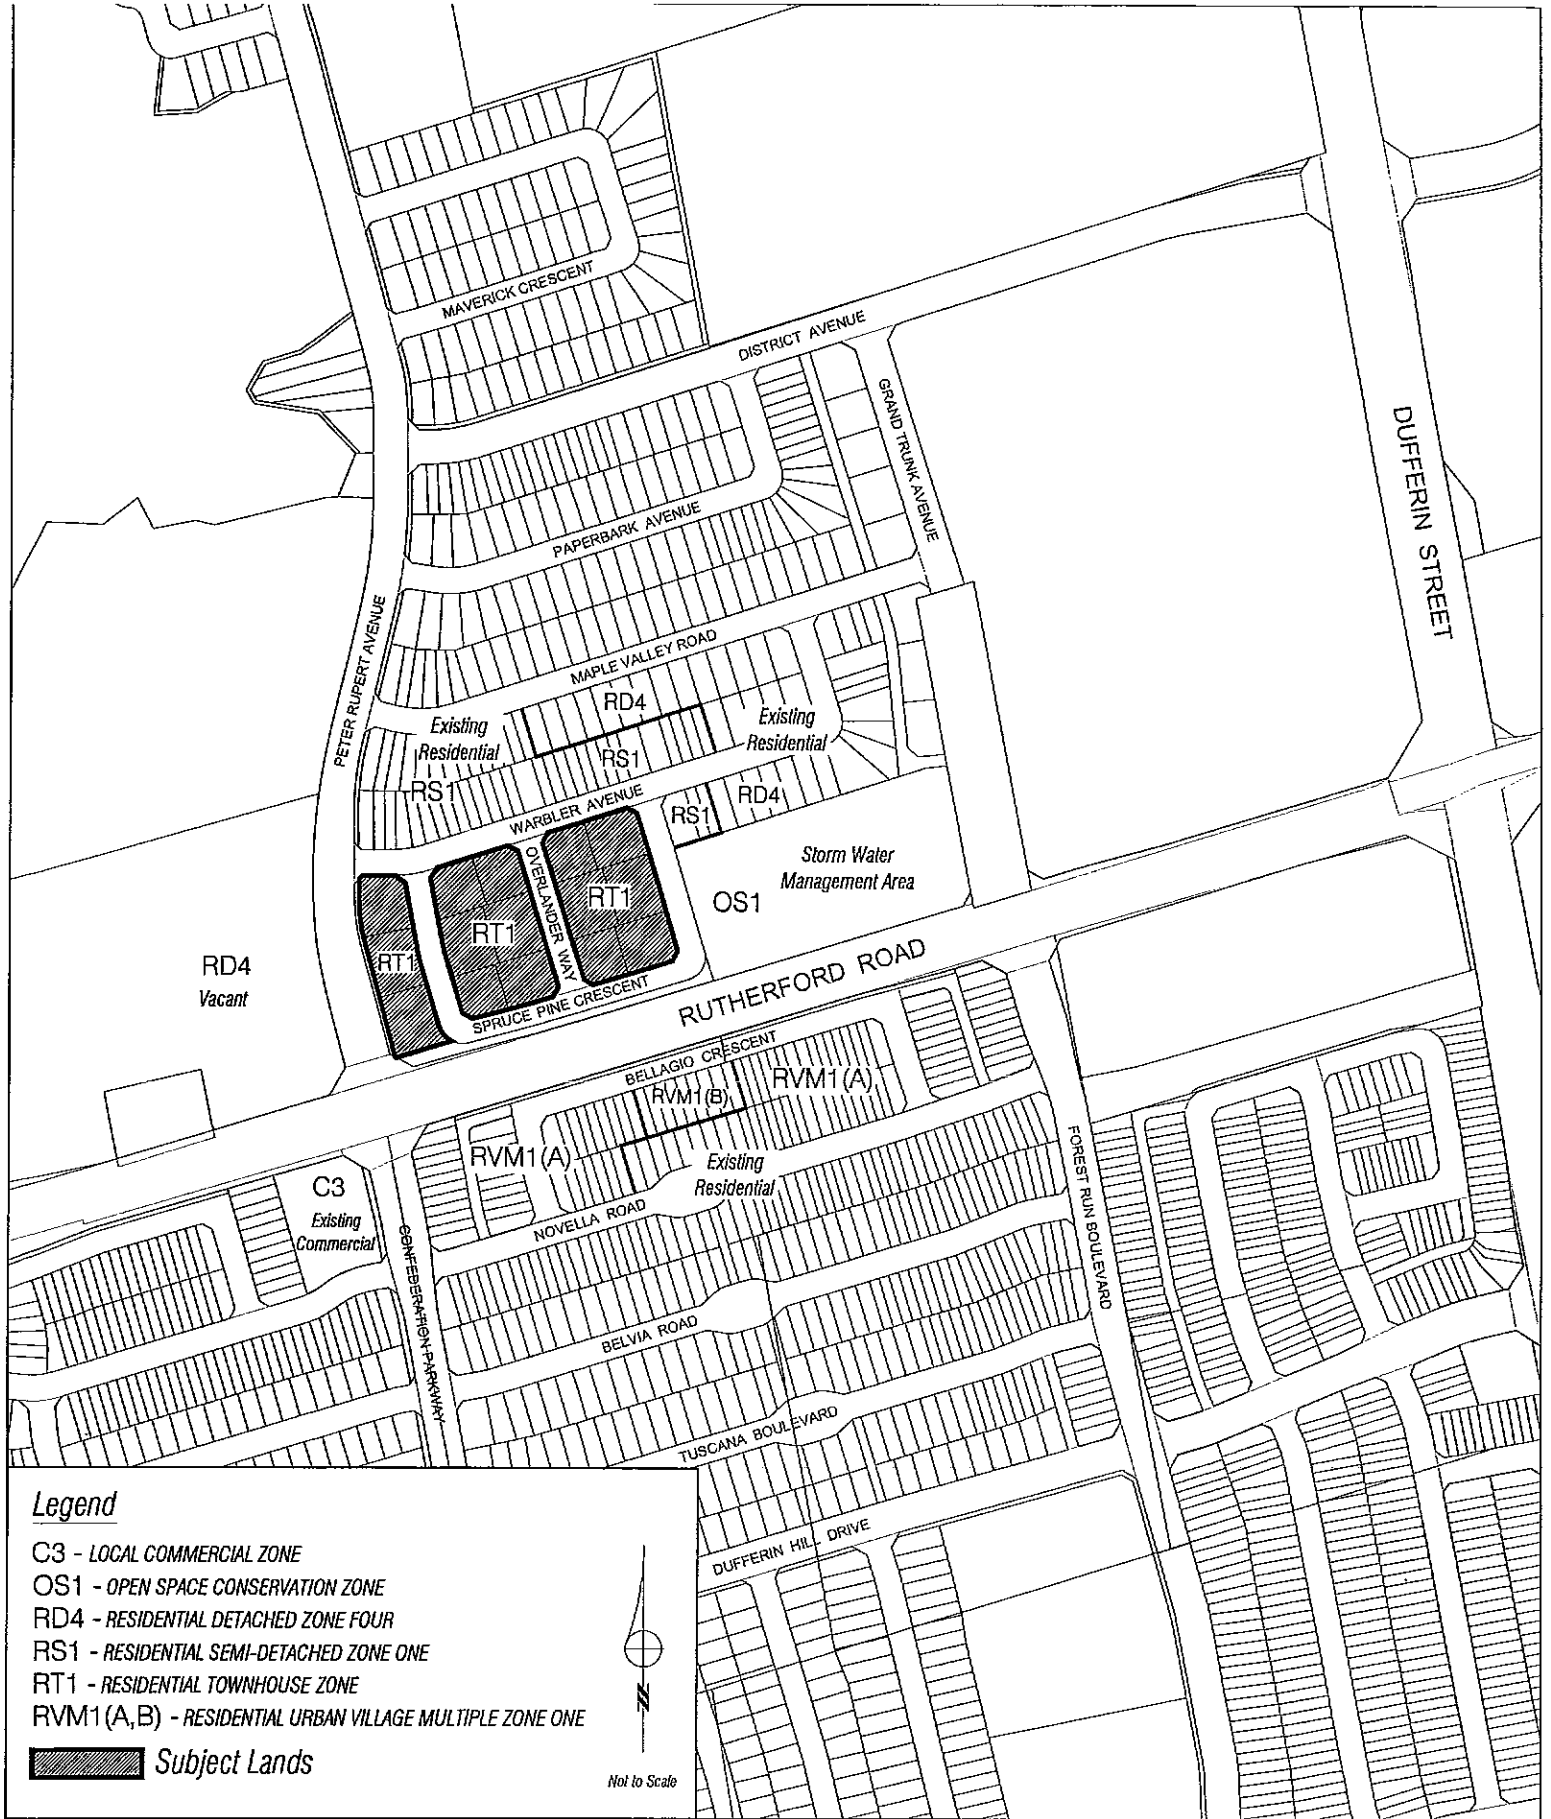 MAVERICK CRESCENT
DISTRICT AVENUE
GRAND TRUNK AVENUE
DUFFERIN STREET
PAPERBARK AVENUE
PETER RUPERT AVENUE
MAPLE VALLEY ROAD
RD4
Existing
Residential
Existing
Residential
RS1
RS1
WARBLER AVENUE
RS1
RD4
OVERLANDER WAY
Storm Water
Management Area
RT1
OS1
RT1
RT1
RD4
Vacant
SPRUCE PINE CRESCENT
RUTHERFORD ROAD
BELLAGIO CRESCENT
RVM1(B)
RVM1(A)
RVM1(A)
Existing
Residential
FOREST RUN BOULEVARD
C3
Existing
Commercial
CONFEDERATION PARKWAY
NOVELLA ROAD
BELVIA ROAD
TUSCANA BOULEVARD
DUFFERIN HILL DRIVE
Legend
C3 - LOCAL COMMERCIAL ZONE
OS1 - OPEN SPACE CONSERVATION ZONE
RD4 - RESIDENTIAL DETACHED ZONE FOUR
RS1 - RESIDENTIAL SEMI-DETACHED ZONE ONE
RT1 - RESIDENTIAL TOWNHOUSE ZONE
RVM1(A,B) - RESIDENTIAL URBAN VILLAGE MULTIPLE ZONE ONE
Subject Lands
N
Not to Scale